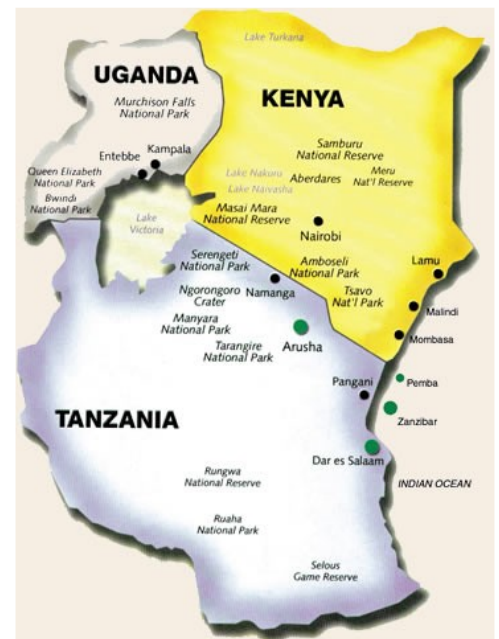 Lake Turkana
UGANDA
KENYA
Murchison Falls
National Park
Samburu
National Reserve
Kampala
Entebbe
Queen Elizabeth
National Park
Lake Nakuru
Aberdares
Meru
Nat'l Reserve
Lake Naivasha
Bwindi
National Park
Masai Mara
National Reserve
Lake
Victoria
Nairobi
Serengeti
National Park
Amboseli
National Park
Lamu
Ngorongoro
Crater
Namanga
Tsavo
Nat'l Park
Malindi
Manyara
National Park
Mombasa
Tarangire
National Park
Arusha
Pangani
Pemba
TANZANIA
Zanzibar
Dar es Salaam
Rungwa
National Reserve
INDIAN OCEAN
Ruaha
National Park
Selous
Game Reserve